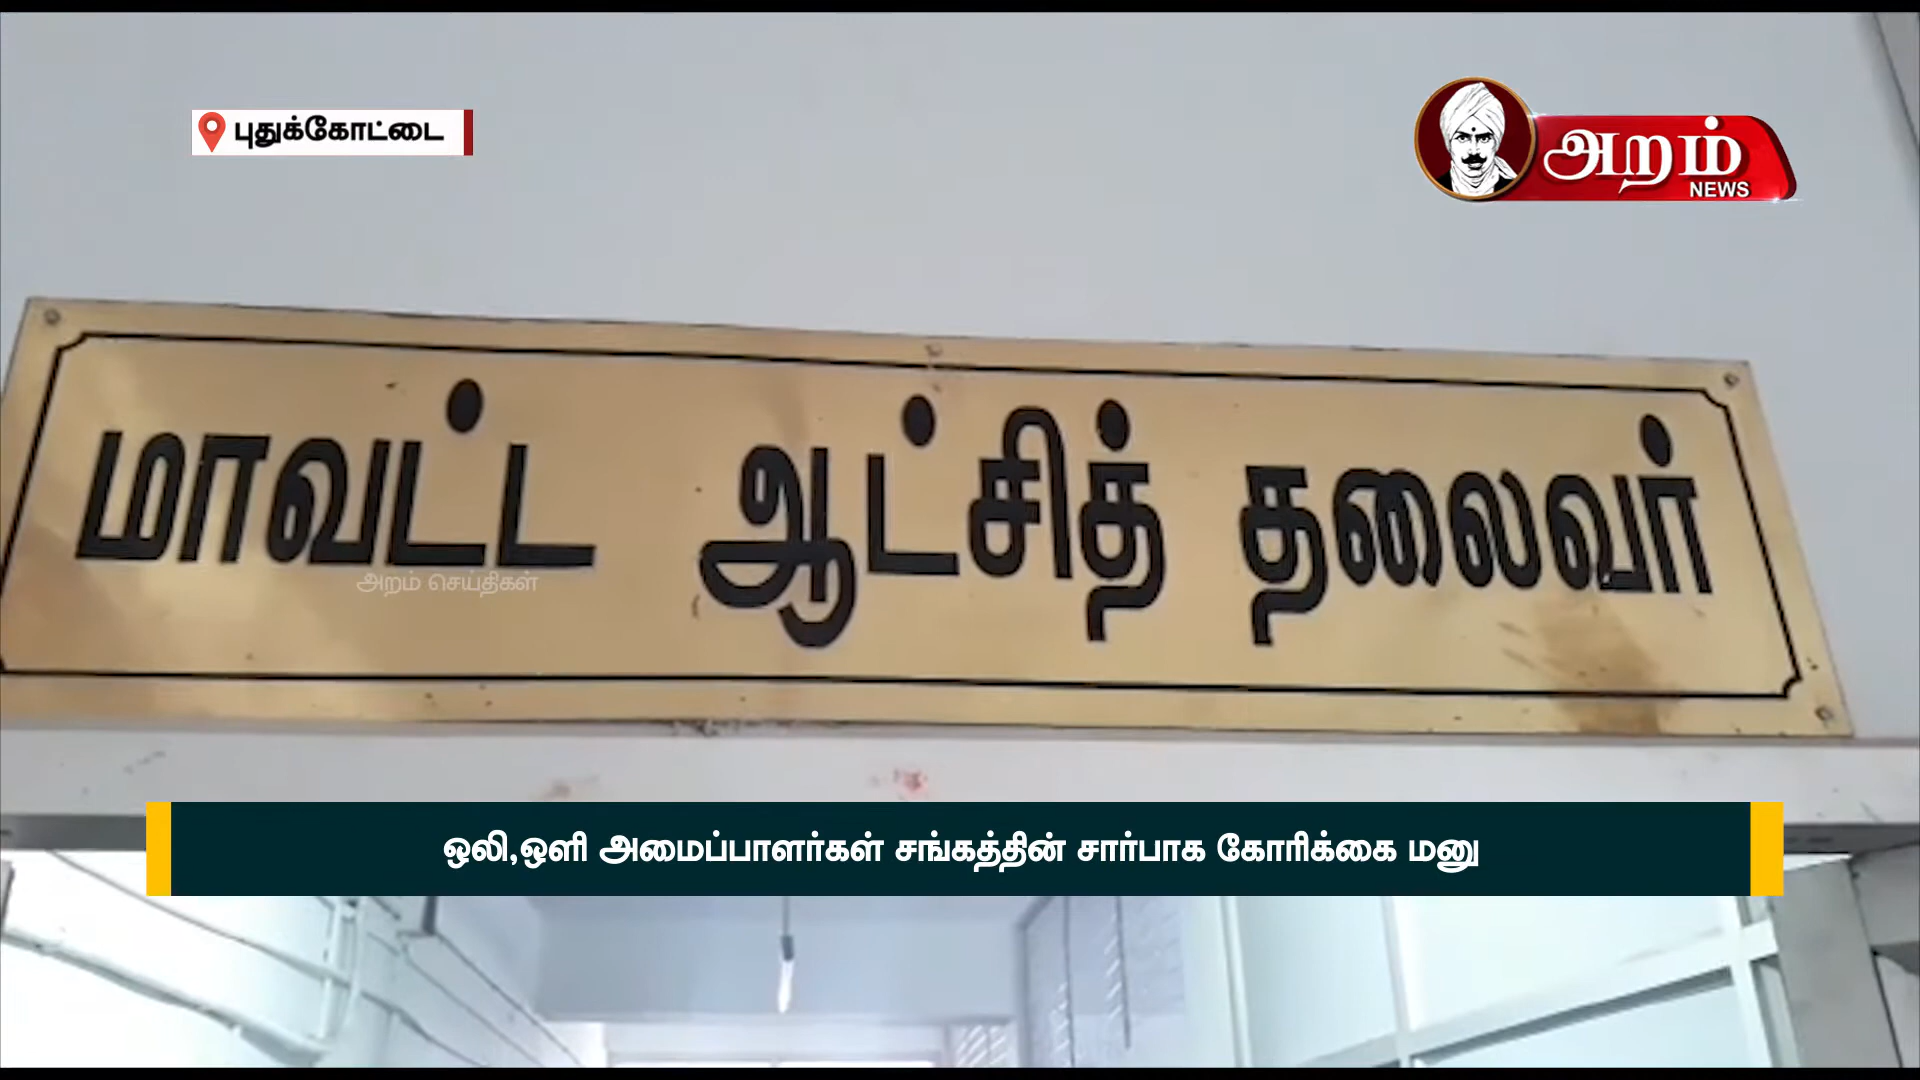 புதுக்கோட்டை
அறம்
NEWS
மாவட்ட ஆட்சித் தலைவர்
அறம் செய்திகள்
ஒலி,ஒளி அமைப்பாளர்கள் சங்கத்தின் சார்பாக கோரிக்கை மனு